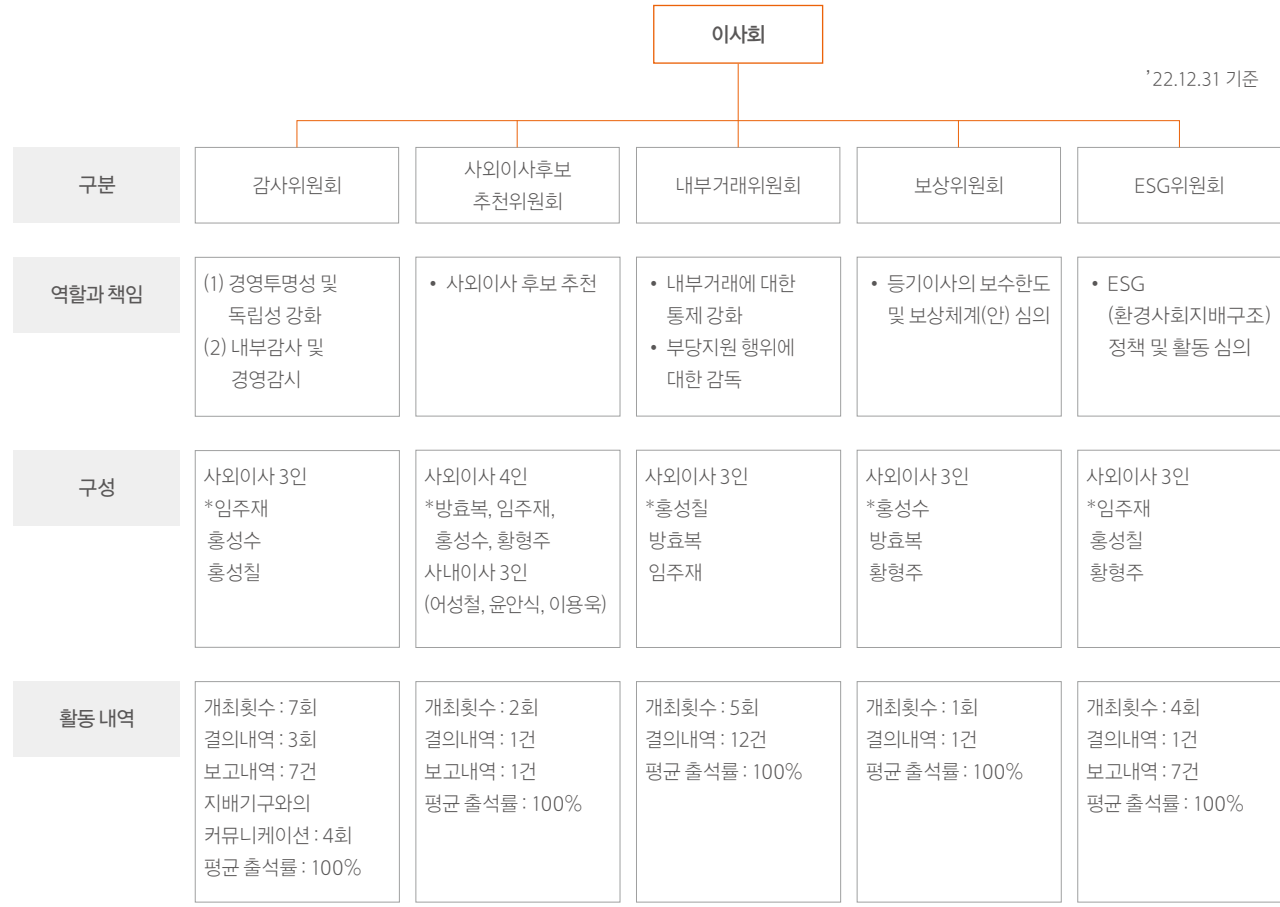 이사회
’22.12.31 기준
구분
감사위원회
사외이사후보
추천위원회
내부거래위원회
보상위원회
ESG위원회
역할과 책임
(1) 경영투명성 및
독립성 강화
(2) 내부감사 및
경영감시
• 사외이사 후보 추천
• 내부거래에 대한
통제 강화
• 부당지원 행위에
대한 감독
• 등기이사의 보수한도
및 보상체계(안) 심의
• ESG
(환경사회지배구조)
정책 및 활동 심의
구성
사외이사 3인
*임주재
홍성수
홍성칠
사외이사 4인
*방효복, 임주재,
홍성수, 황형주
사내이사 3인
(어성철, 윤안식, 이용욱)
사외이사 3인
*홍성칠
방효복
임주재
사외이사 3인
*홍성수
방효복
황형주
사외이사 3인
*임주재
홍성칠
황형주
활동 내역
개최횟수 : 7회
결의내역 : 3회
보고내역 : 7건
지배기구와의
커뮤니케이션 : 4회
평균 출석률 : 100%
개최횟수 : 2회
결의내역 : 1건
보고내역 : 1건
평균 출석률 : 100%
개최횟수 : 5회
결의내역 : 12건
평균 출석률 : 100%
개최횟수 : 1회
결의내역 : 1건
평균 출석률 : 100%
개최횟수 : 4회
결의내역 : 1건
보고내역 : 7건
평균 출석률 : 100%